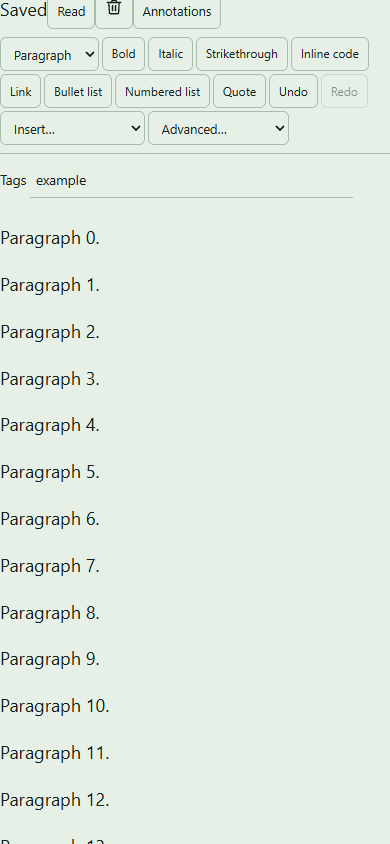 Saved Read Annotations
Paragraph Bold Italic Strikethrough Inline code
Link Bullet list Numbered list Quote Undo Redo
Insert... Advanced...
Tags example
Paragraph 0.
Paragraph 1.
Paragraph 2.
Paragraph 3.
Paragraph 4.
Paragraph 5.
Paragraph 6.
Paragraph 7.
Paragraph 8.
Paragraph 9.
Paragraph 10.
Paragraph 11.
Paragraph 12.